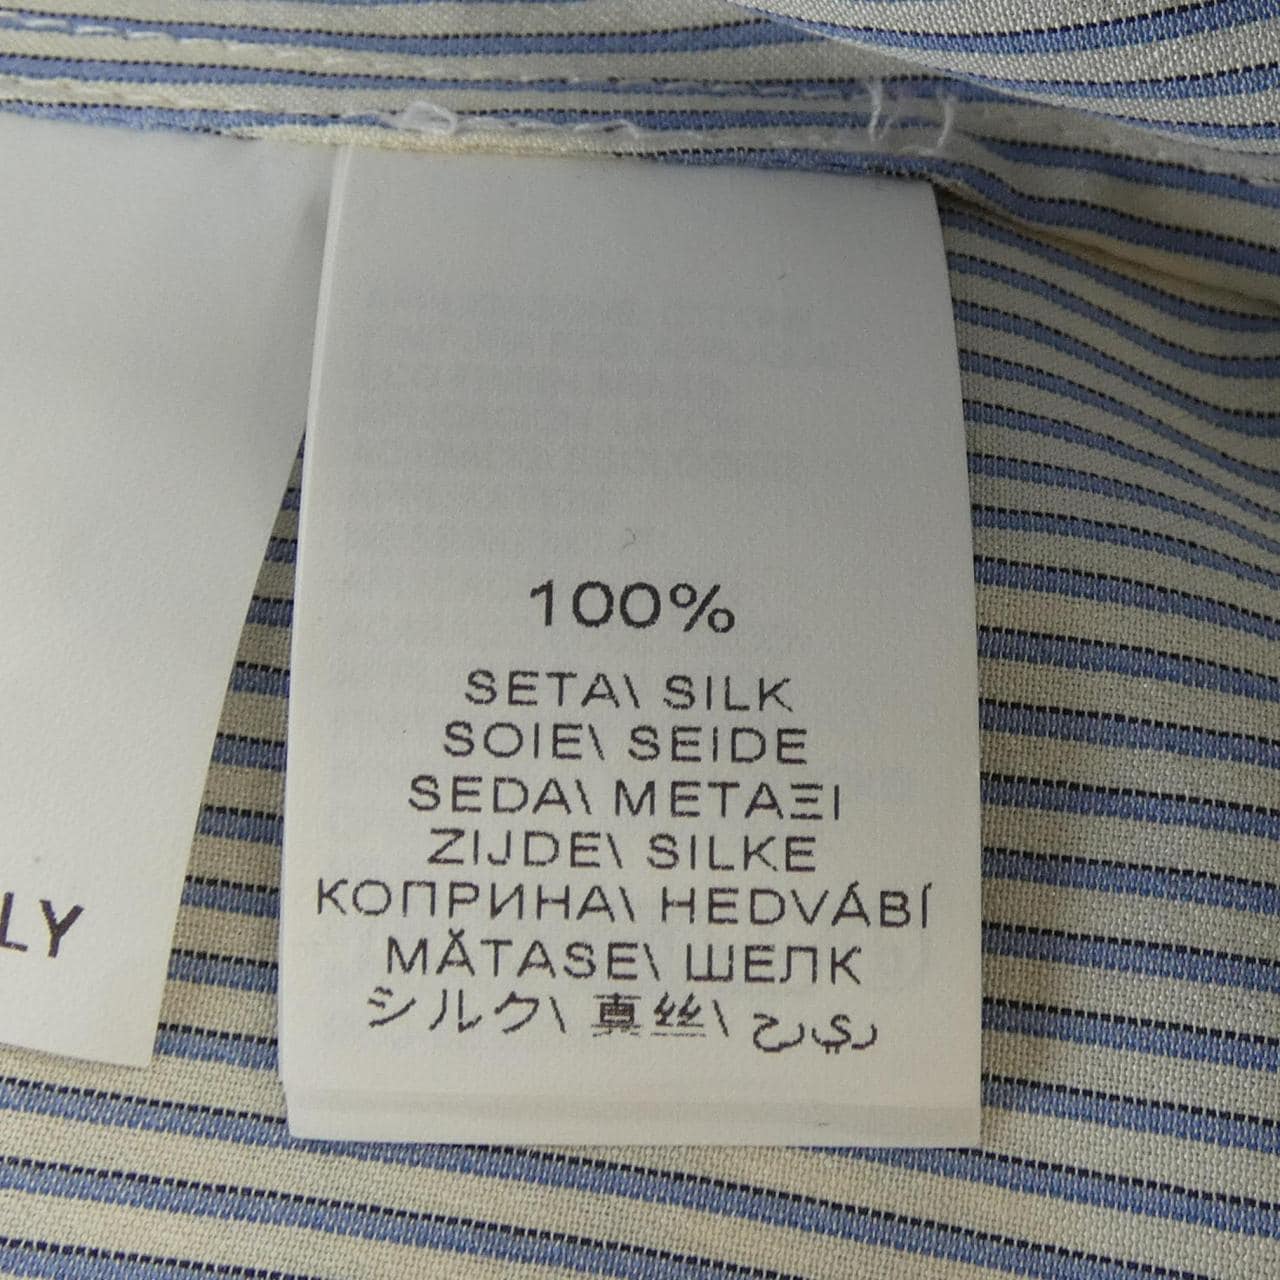 100%
SETA\ SILK
SOIE\ SEIDE
SEDA\ ΜΕΤΑΞΙ
ZIJDE\ SILKE
КОПРИНА\ HEDVÁBÍ
MĂTASE\ ШЕЛК
シルク\ 真丝\
LY